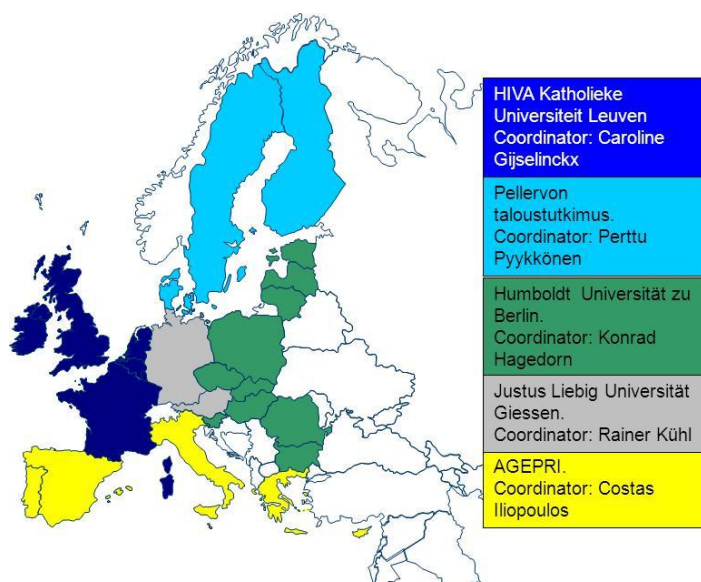 HIVA Katholieke
Universiteit Leuven
Coordinator: Caroline
Gijselinckx
Pellervon
taloustutkimus.
Coordinator: Perttu
Pyykkönen
Humboldt Universität zu
Berlin.
Coordinator: Konrad
Hagedorn
Justus Liebig Universität
Giessen.
Coordinator: Rainer Kühl
AGEPRI.
Coordinator: Costas
Iliopoulos